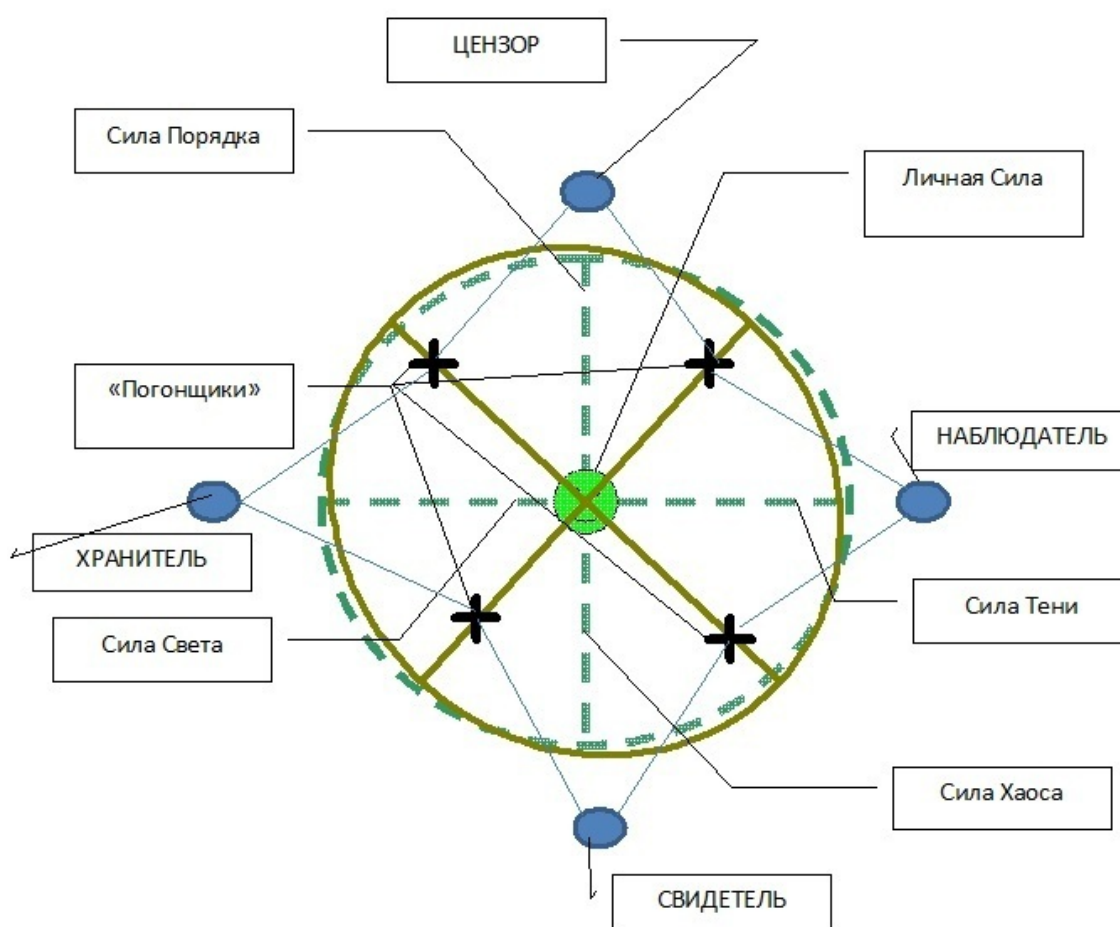 ЦЕНЗОР
Сила Порядка
Личная Сила
«Погонщики»
НАБЛЮДАТЕЛЬ
ХРАНИТЕЛЬ
Сила Тени
Сила Света
Сила Хаоса
СВИДЕТЕЛЬ